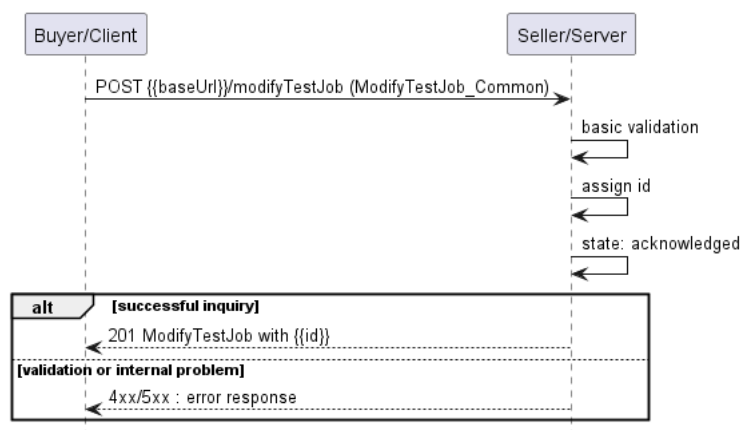 Buyer/Client
Seller/Server
POST {{baseUrl}}/modifyTestJob (ModifyTestJob_Common)
basic validation
assign id
state: acknowledged
alt [successful inquiry]
201 ModifyTestJob with {{id}}
[validation or internal problem]
4xx/5xx : error response